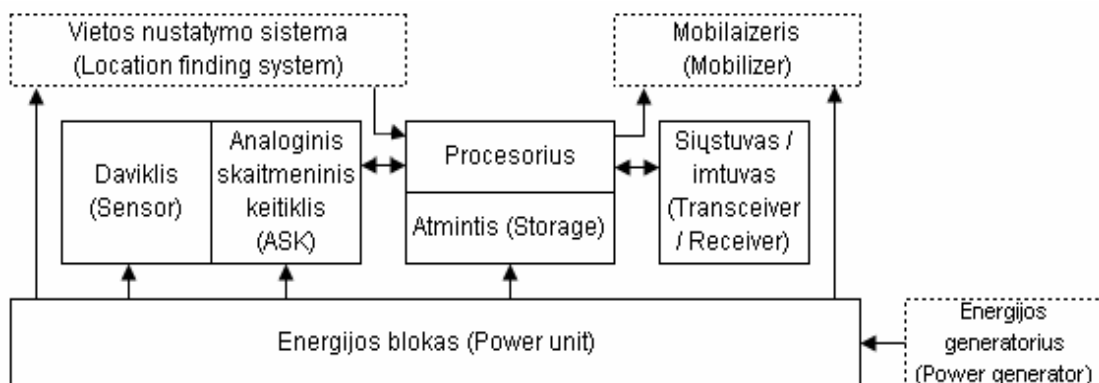 Vietos nustatymo sistema
(Location finding system)
Mobilaizeris
(Mobilizer)
Daviklis
(Sensor)
Analoginis
skaitmeninis
keitiklis
(ASK)
Procesorius
Atmintis (Storage)
Siųstuvas /
imtuvas
(Transceiver
/ Receiver)
Energijos blokas (Power unit)
Energijos
generatorius
(Power generator)